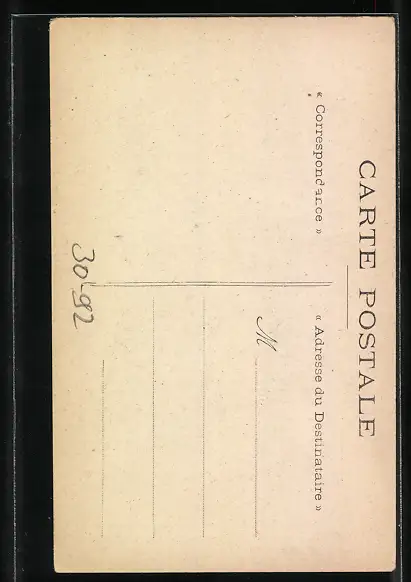 CARTE POSTALE
« Correspondance »
« Adresse du Destinataire »
M
30-92